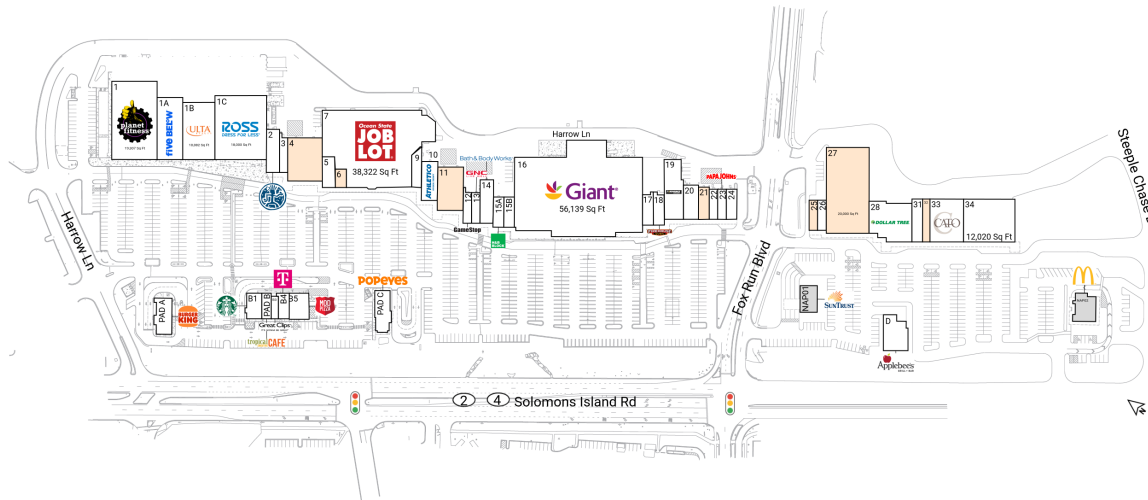 1
planet fitness
1A
five BEL°W
1B
ULTA
1C
ROSS
DRESS FOR LESS
2
3
4
7
Ocean State
JOB LOT
38,322 Sq Ft
5
6
9
10
ATHLETICO
11
Bath & Body Works
GNC
12
13
14
15A
15B
GameStop
H&R BLOCK
Harrow Ln
16
Giant
56,139 Sq Ft
17
18
19
20
21
22
23
24
PAPA JOHNS
25
26
27
28
DOLLAR TREE
31
33
CATO
34
12,020 Sq Ft
Steeple Chase
Harrow Ln
Fox Run Blvd
PAD A
BURGER KING
B1
PAD B
B4
B5
T
MOD PIZZA
Great Clips
tropical CAFE
POPEYES
PAD C
NAP01
SUNTRUST
D
Applebee's
NAP02
2
4
Solomons Island Rd
N